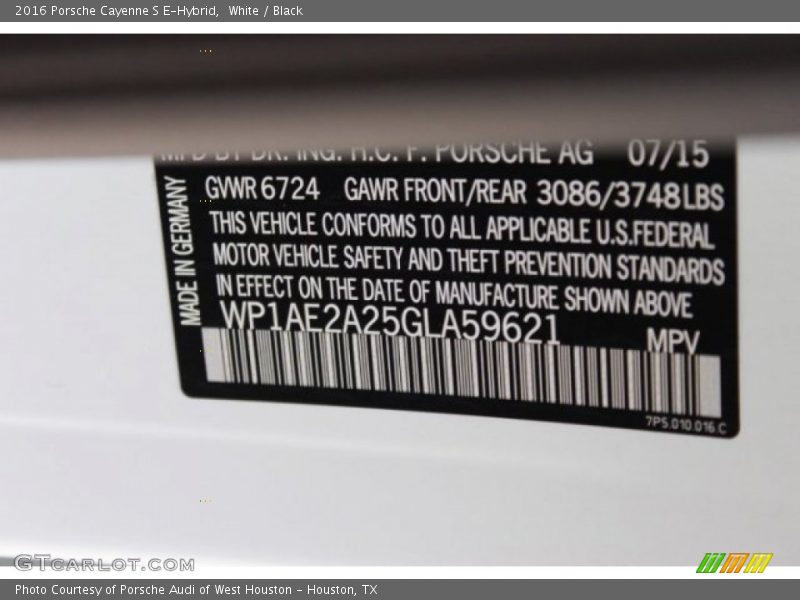 2016 Porsche Cayenne S E-Hybrid,  White / Black
MFD BY DR. ING. H.C. F. PORSCHE AG 07/15
MADE IN GERMANY
GVWR 6724 GAWR FRONT/REAR 3086/3748LBS
THIS VEHICLE CONFORMS TO ALL APPLICABLE U.S.FEDERAL
MOTOR VEHICLE SAFETY AND THEFT PREVENTION STANDARDS
IN EFFECT ON THE DATE OF MANUFACTURE SHOWN ABOVE
WP1AE2A25GLA59621 MPV
7P5.010.016.C
GTCARLOT.COM
Photo Courtesy of Porsche Audi of West Houston - Houston, TX